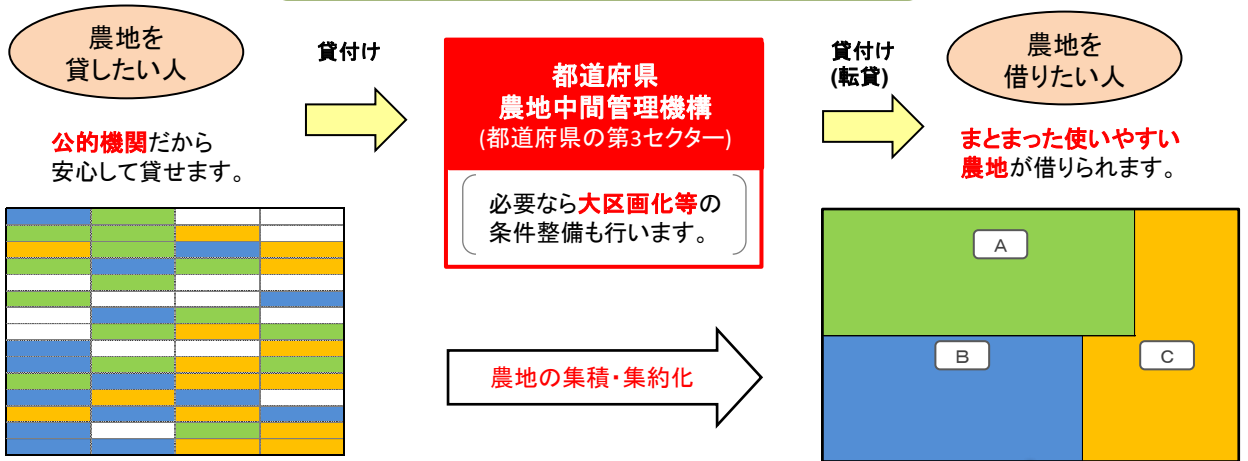 農地を
貸したい人
貸付け
都道府県
農地中間管理機構
(都道府県の第3セクター)
貸付け
(転貸)
農地を
借りたい人
公的機関だから
安心して貸せます。
必要なら大区画化等の
条件整備も行います。
まとまった使いやすい
農地が借りられます。
農地の集積・集約化
A
B
C